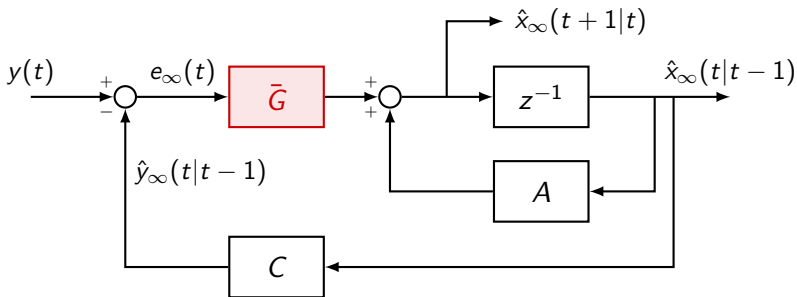 x̂∞(t + 1|t)
y(t)
e∞(t)
Ḡ
z⁻¹
x̂∞(t|t − 1)
+
−
+
+
ŷ∞(t|t − 1)
A
C